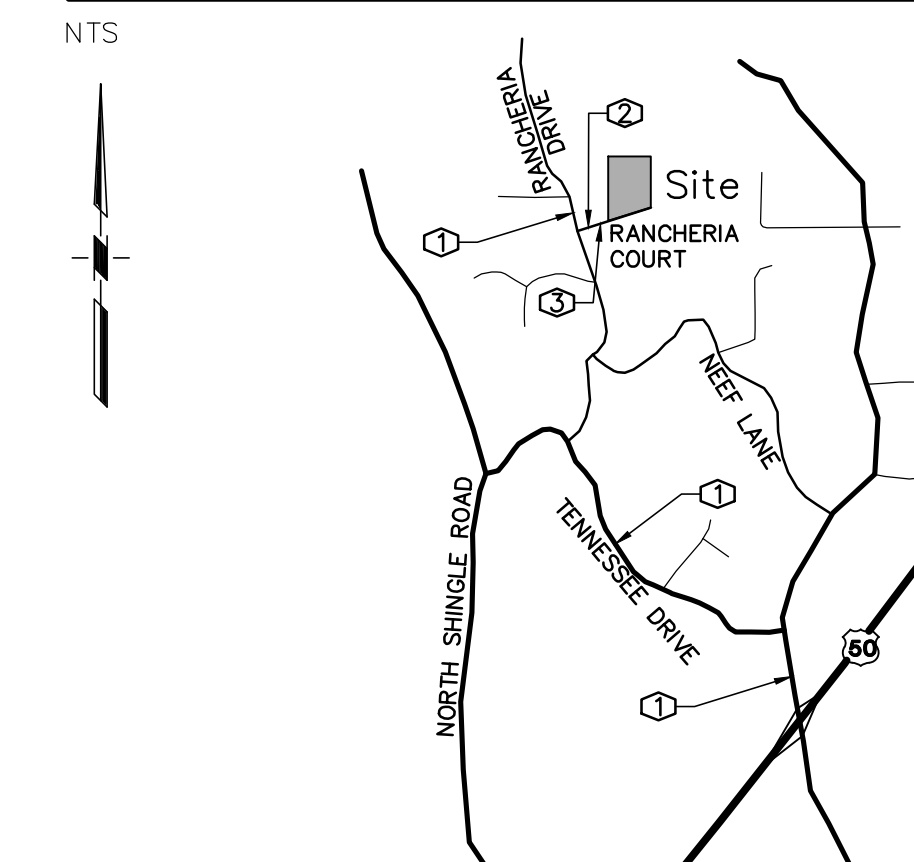 NTS
RANCHERIA
DRIVE
2
Site
1
RANCHERIA
COURT
3
NEEF LANE
1
NORTH SHINGLE ROAD
TENNESSEE DRIVE
50
1